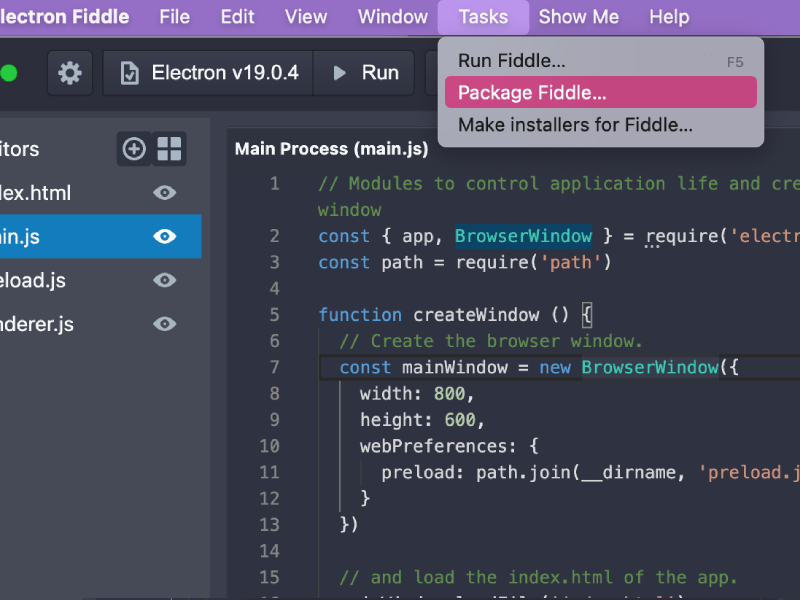 lectron Fiddle File Edit View Window Tasks Show Me Help
Run Fiddle... F5
Package Fiddle...
Make installers for Fiddle...
Electron v19.0.4 Run
itors
lex.html
in.js
eload.js
nderer.js
Main Process (main.js)
1 // Modules to control application life and cre
window
2 const { app, BrowserWindow } = require('electr
3 const path = require('path')
4
5 function createWindow () {
6 // Create the browser window.
7 const mainWindow = new BrowserWindow({
8 width: 800,
9 height: 600,
10 webPreferences: {
11 preload: path.join(__dirname, 'preload.j
12 }
13 })
14
15 // and load the index.html of the app.